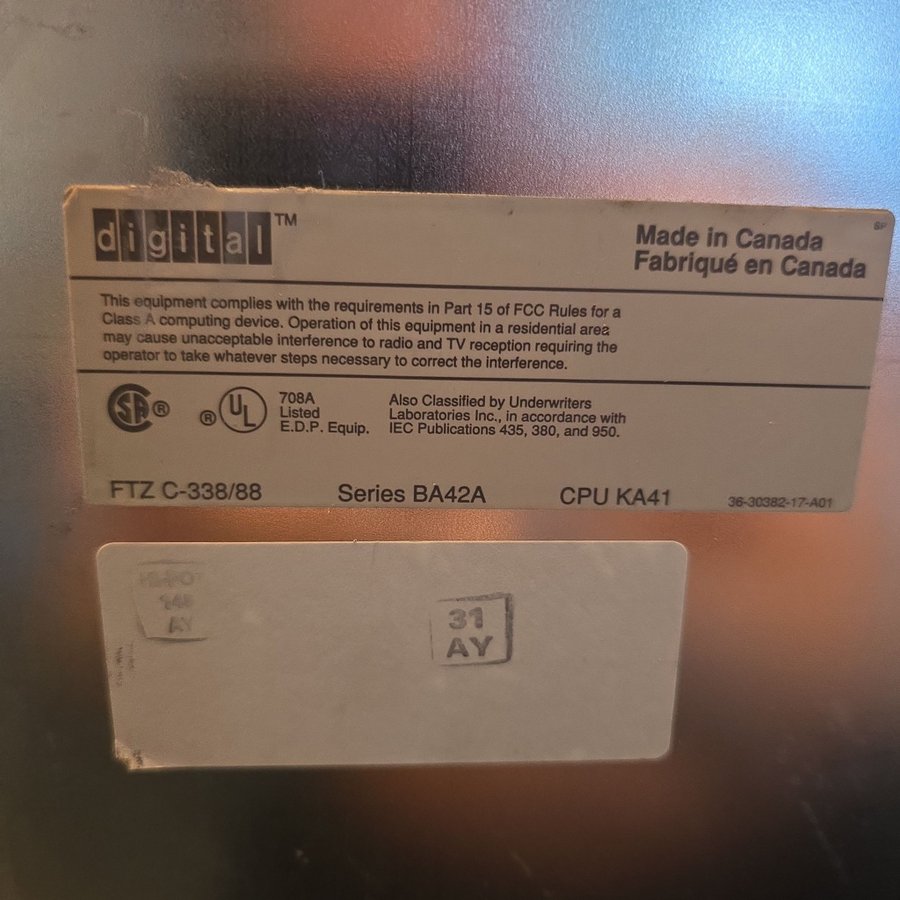 digital™
Made in Canada
Fabriqué en Canada
SP
This equipment complies with the requirements in Part 15 of FCC Rules for a
Class A computing device. Operation of this equipment in a residential area
may cause unacceptable interference to radio and TV reception requiring the
operator to take whatever steps necessary to correct the interference.
SA® ®UL
708A
Listed
E.D.P. Equip.
Also Classified by Underwriters
Laboratories Inc., in accordance with
IEC Publications 435, 380, and 950.
FTZ C-338/88 Series BA42A CPU KA41 36-30382-17-A01
AY
31
AY